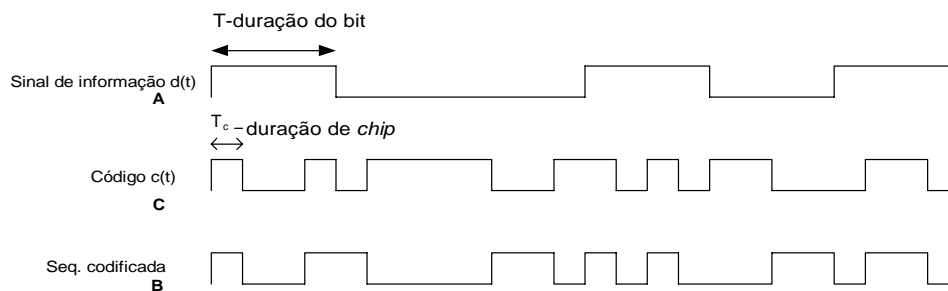 T-duração do bit
Sinal de informação d(t)
A
Tc – duração de chip
Código c(t)
C
Seq. codificada
B